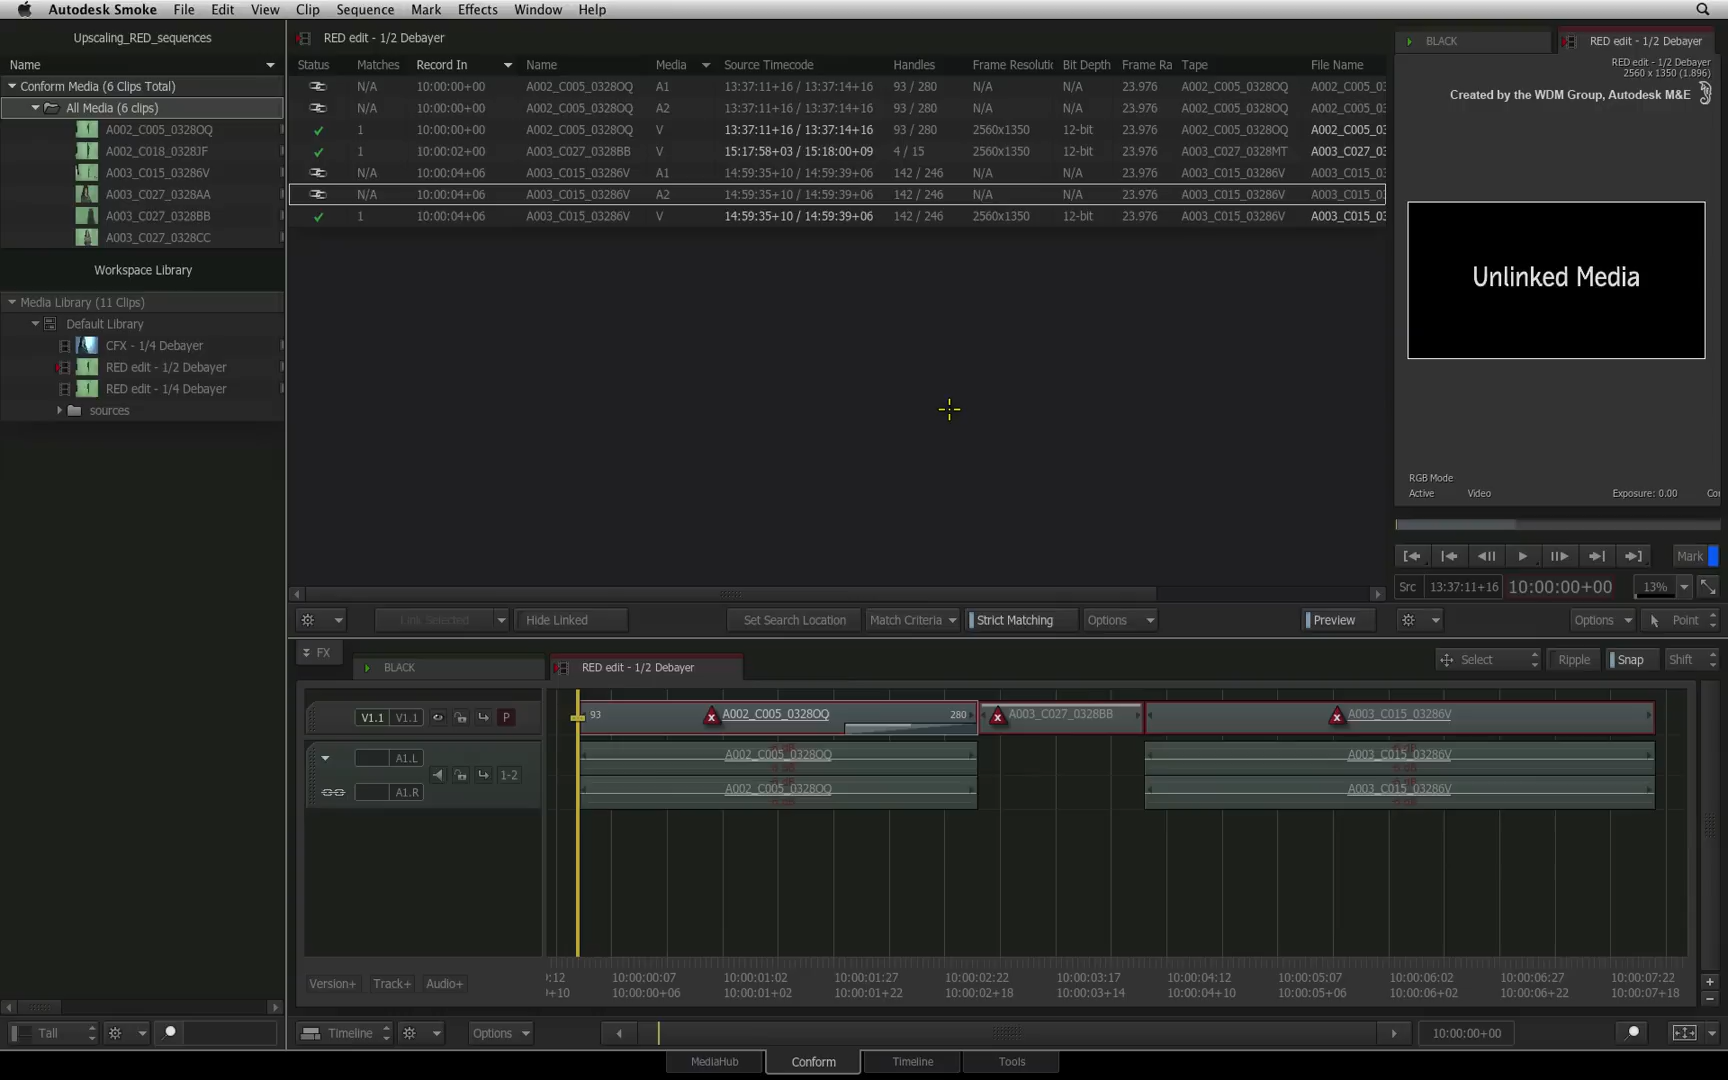 Autodesk Smoke File Edit View Clip Sequence Conform Mark Effects Window Help
Upscaling_RED_sequences
RED edit - 1/2 Debayer
BLACK
RED edit - 1/2 Debayer
Name
Status Matches Record In Name Media Source Timecode Handles Frame Resolutic Bit Depth Frame Ra Tape File Name
RED edit - 1/2 Debayer
2560 x 1350 (1.896)
Created by the WDM Group, Autodesk M&E
Conform Media (6 Clips Total)
N/A 10:00:00+00 A002_C005_0328OQ A1 13:37:11+16 / 13:37:14+16 93 / 280 N/A N/A 23.976 A002_C005_0328OQ A002_C005_03
All Media (6 clips)
N/A 10:00:00+00 A002_C005_0328OQ A2 13:37:11+16 / 13:37:14+16 93 / 280 N/A N/A 23.976 A002_C005_0328OQ A002_C005_03
A002_C005_0328OQ
1 10:00:00+00 A002_C005_0328OQ V 13:37:11+16 / 13:37:14+16 93 / 280 2560x1350 12-bit 23.976 A002_C005_0328OQ A002_C005_03
A002_C018_0328JF
1 10:00:02+00 A003_C027_0328BB V 15:17:58+03 / 15:18:00+09 4 / 15 2560x1350 12-bit 23.976 A003_C027_0328MT A003_C027_03
A003_C015_03286V
N/A 10:00:04+06 A003_C015_03286V A1 14:59:35+10 / 14:59:39+06 142 / 246 N/A N/A 23.976 A003_C015_03286V A003_C015_03
A003_C027_0328AA
N/A 10:00:04+06 A003_C015_03286V A2 14:59:35+10 / 14:59:39+06 142 / 246 N/A N/A 23.976 A003_C015_03286V A003_C015_03
A003_C027_0328BB
1 10:00:04+06 A003_C015_03286V V 14:59:35+10 / 14:59:39+06 142 / 246 2560x1350 12-bit 23.976 A003_C015_03286V A003_C015_03
A003_C027_0328CC
Workspace Library
Unlinked Media
Media Library (11 Clips)
Default Library
CFX - 1/4 Debayer
RED edit - 1/2 Debayer
RED edit - 1/4 Debayer
sources
RGB Mode
Active Video Exposure: 0.00 Cor
Mark
Src 13:37:11+16 10:00:00+00 13%
Link Selected Hide Linked Set Search Location Match Criteria Strict Matching Options Preview Options Point
FX BLACK RED edit - 1/2 Debayer Select Ripple Snap Shift
V1.1 V1.1 P 93 A002_C005_0328OQ 280 A003_C027_0328BB A003_C015_03286V
A1.L A002_C005_0328OQ A003_C015_03286V
1-2
A1.R A002_C005_0328OQ A003_C015_03286V
Version+ Track+ Audio+
:12 10:00:00:07 10:00:01:02 10:00:01:27 10:00:02:22 10:00:03:17 10:00:04;12 10:00:05:07 10:00:06:02 10:00:06:27 10:00:07:22
+10 10:00:00+06 10:00:01+02 10:00:01+22 10:00:02+18 10:00:03+14 10:00:04+10 10:00:05+06 10:00:06+02 10:00:06+22 10:00:07+18
Tall Timeline Options 10:00:00+00
MediaHub Conform Timeline Tools